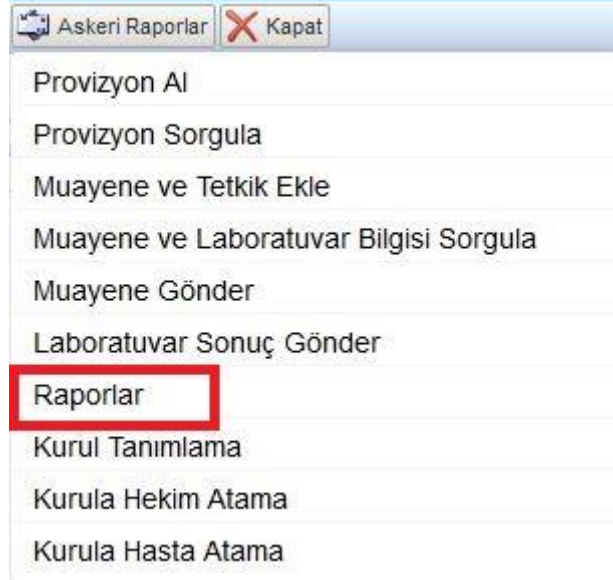 Askeri Raporlar Kapat
Provizyon Al
Provizyon Sorgula
Muayene ve Tetkik Ekle
Muayene ve Laboratuvar Bilgisi Sorgula
Muayene Gönder
Laboratuvar Sonuç Gönder
Raporlar
Kurul Tanımlama
Kurula Hekim Atama
Kurula Hasta Atama